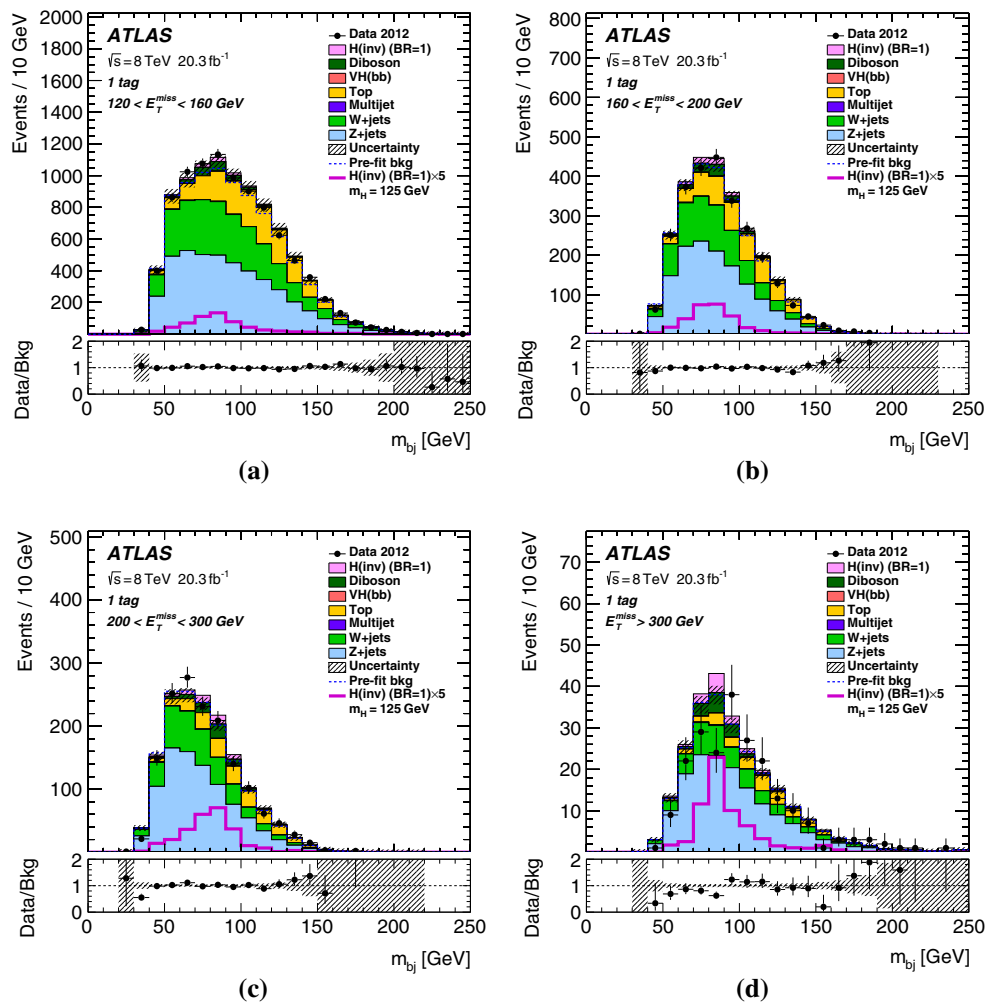 Events / 10 GeV
2000
1800
1600
1400
1200
1000
800
600
400
200
ATLAS
√s = 8 TeV 20.3 fb⁻¹
1 tag
120 < E_T^miss < 160 GeV
Data 2012
H(inv) (BR=1)
Diboson
VH(bb)
Top
Multijet
W+jets
Z+jets
Uncertainty
Pre-fit bkg
H(inv) (BR=1)×5
m_H = 125 GeV
Data/Bkg
2
1
0
0 50 100 150 200 250
m_bj [GeV]
(a)
Events / 10 GeV
800
700
600
500
400
300
200
100
ATLAS
√s = 8 TeV 20.3 fb⁻¹
1 tag
160 < E_T^miss < 200 GeV
Data 2012
H(inv) (BR=1)
Diboson
VH(bb)
Top
Multijet
W+jets
Z+jets
Uncertainty
Pre-fit bkg
H(inv) (BR=1)×5
m_H = 125 GeV
Data/Bkg
2
1
0
0 50 100 150 200 250
m_bj [GeV]
(b)
Events / 10 GeV
500
400
300
200
100
ATLAS
√s = 8 TeV 20.3 fb⁻¹
1 tag
200 < E_T^miss < 300 GeV
Data 2012
H(inv) (BR=1)
Diboson
VH(bb)
Top
Multijet
W+jets
Z+jets
Uncertainty
Pre-fit bkg
H(inv) (BR=1)×5
m_H = 125 GeV
Data/Bkg
2
1
0
0 50 100 150 200 250
m_bj [GeV]
(c)
Events / 10 GeV
70
60
50
40
30
20
10
ATLAS
√s = 8 TeV 20.3 fb⁻¹
1 tag
E_T^miss > 300 GeV
Data 2012
H(inv) (BR=1)
Diboson
VH(bb)
Top
Multijet
W+jets
Z+jets
Uncertainty
Pre-fit bkg
H(inv) (BR=1)×5
m_H = 125 GeV
Data/Bkg
2
1
0
0 50 100 150 200 250
m_bj [GeV]
(d)